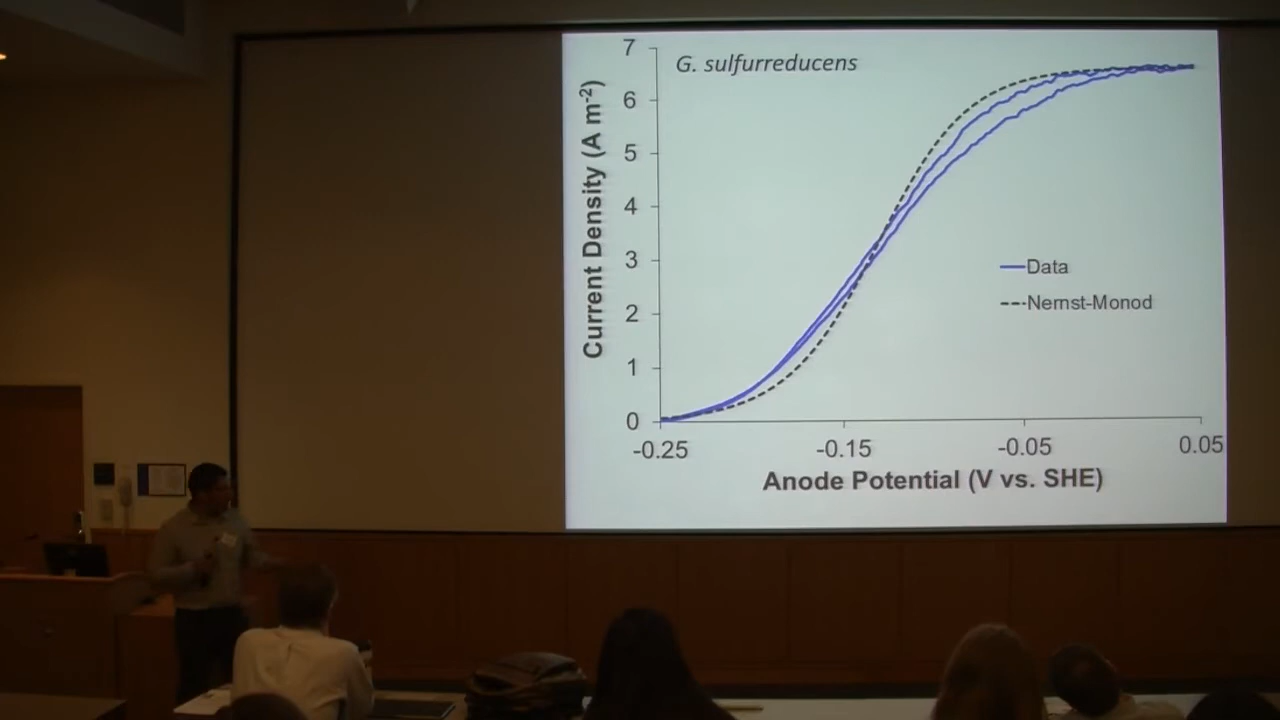 G. sulfurreducens
Current Density (A m-2)
7
6
5
4
3
2
1
0
-0.25
-0.15
-0.05
0.05
Anode Potential (V vs. SHE)
Data
Nernst-Monod